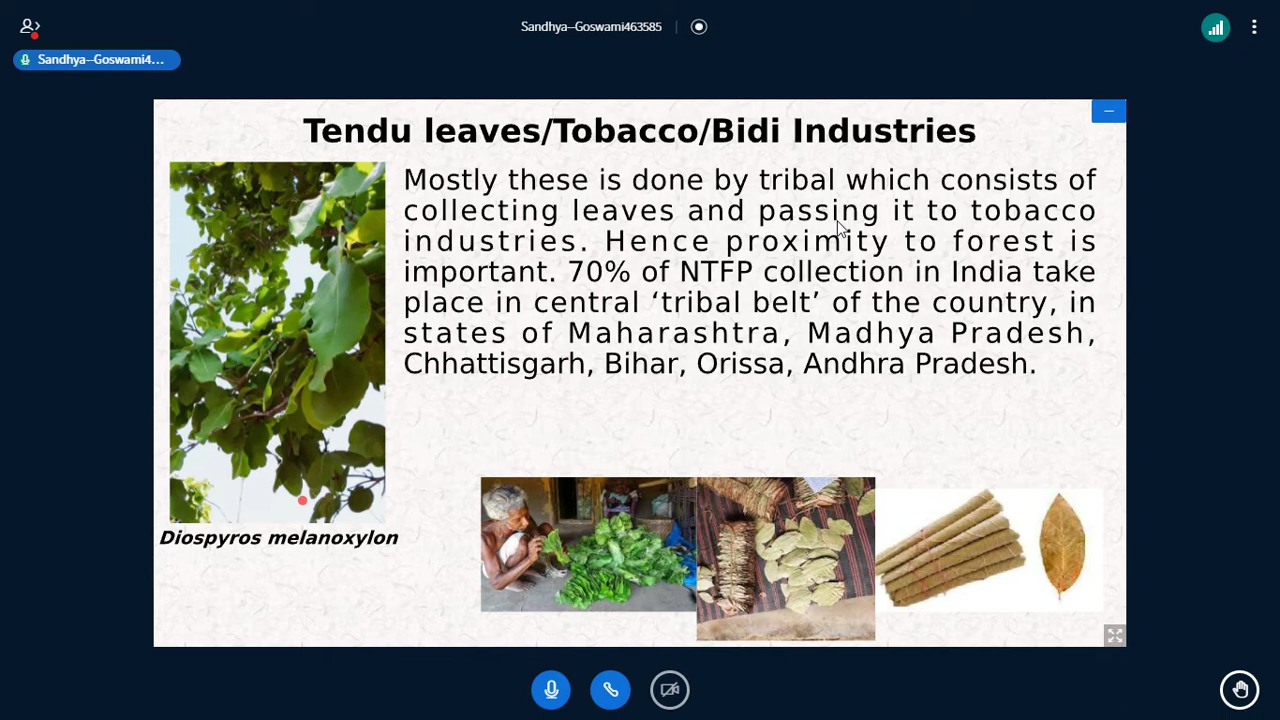 Sandhya--Goswami463585
Sandhya--Goswami4...
Tendu leaves/Tobacco/Bidi Industries
Mostly these is done by tribal which consists of
collecting leaves and passing it to tobacco
industries. Hence proximity to forest is
important. 70% of NTFP collection in India take
place in central ‘tribal belt’ of the country, in
states of Maharashtra, Madhya Pradesh,
Chhattisgarh, Bihar, Orissa, Andhra Pradesh.
Diospyros melanoxylon